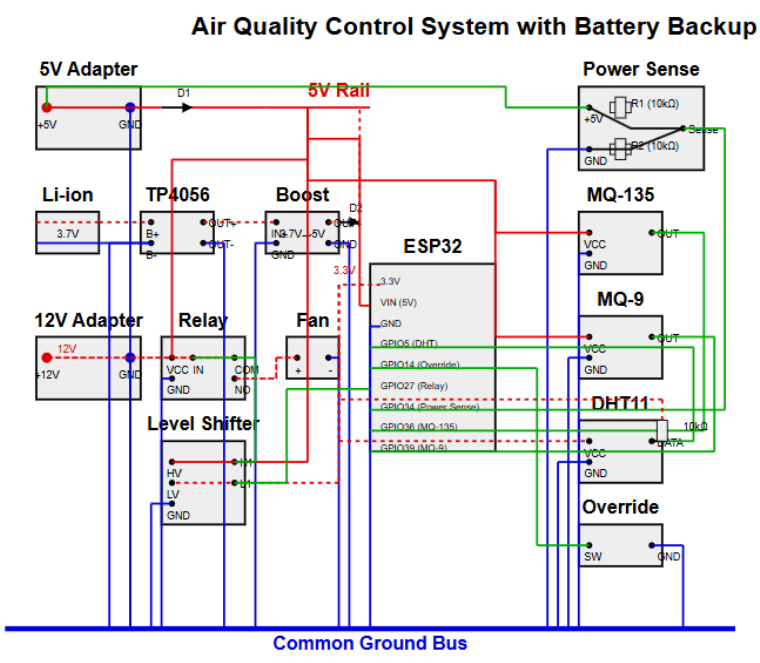 Air Quality Control System with Battery Backup
5V Adapter
D1
5V Rail
+5V
GND
Power Sense
R1 (10kΩ)
+5V
Sense
R2 (10kΩ)
GND
Li-ion
3.7V
TP4056
B+
OUT+
B-
OUT-
Boost
D2
IN+
3.7V→5V
GND
GND
MQ-135
VCC
OUT
GND
ESP32
3.3V
3.3V
VIN (5V)
GND
GPIO5 (DHT)
GPIO14 (Override)
GPIO27 (Relay)
GPIO34 (Power Sense)
GPIO36 (MQ-135)
GPIO39 (MQ-9)
12V Adapter
12V
+12V
GND
Relay
VCC
IN
COM
GND
NO
Fan
+
-
MQ-9
VCC
OUT
GND
Level Shifter
HV
LV
GND
DHT11
10kΩ
VCC
DATA
GND
Override
SW
GND
Common Ground Bus